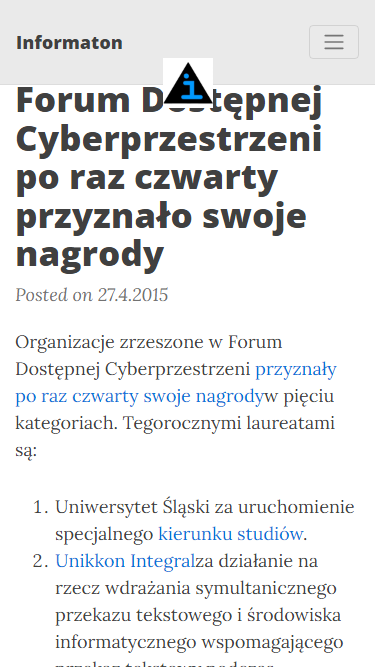 Informaton
i
Forum Dostępnej
Cyberprzestrzeni
po raz czwarty
przyznało swoje
nagrody
Posted on 27.4.2015
Organizacje zrzeszone w Forum
Dostępnej Cyberprzestrzeni przyznały
po raz czwarty swoje nagrodyw pięciu
kategoriach. Tegorocznymi laureatami
są:
1. Uniwersytet Śląski za uruchomienie
specjalnego kierunku studiów.
2. Unikkon Integralza działanie na
rzecz wdrażania symultanicznego
przekazu tekstowego i środowiska
informatycznego wspomagającego